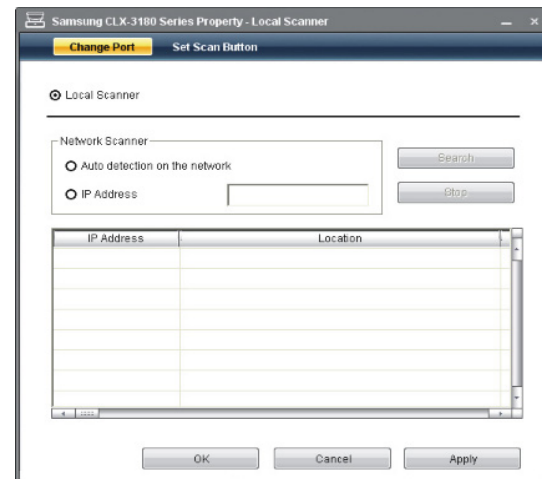 Samsung CLX-3180 Series Property - Local Scanner
Change Port Set Scan Button
Local Scanner
Network Scanner
Auto detection on the network
Search
IP Address
Stop
IP Address Location
OK Cancel Apply